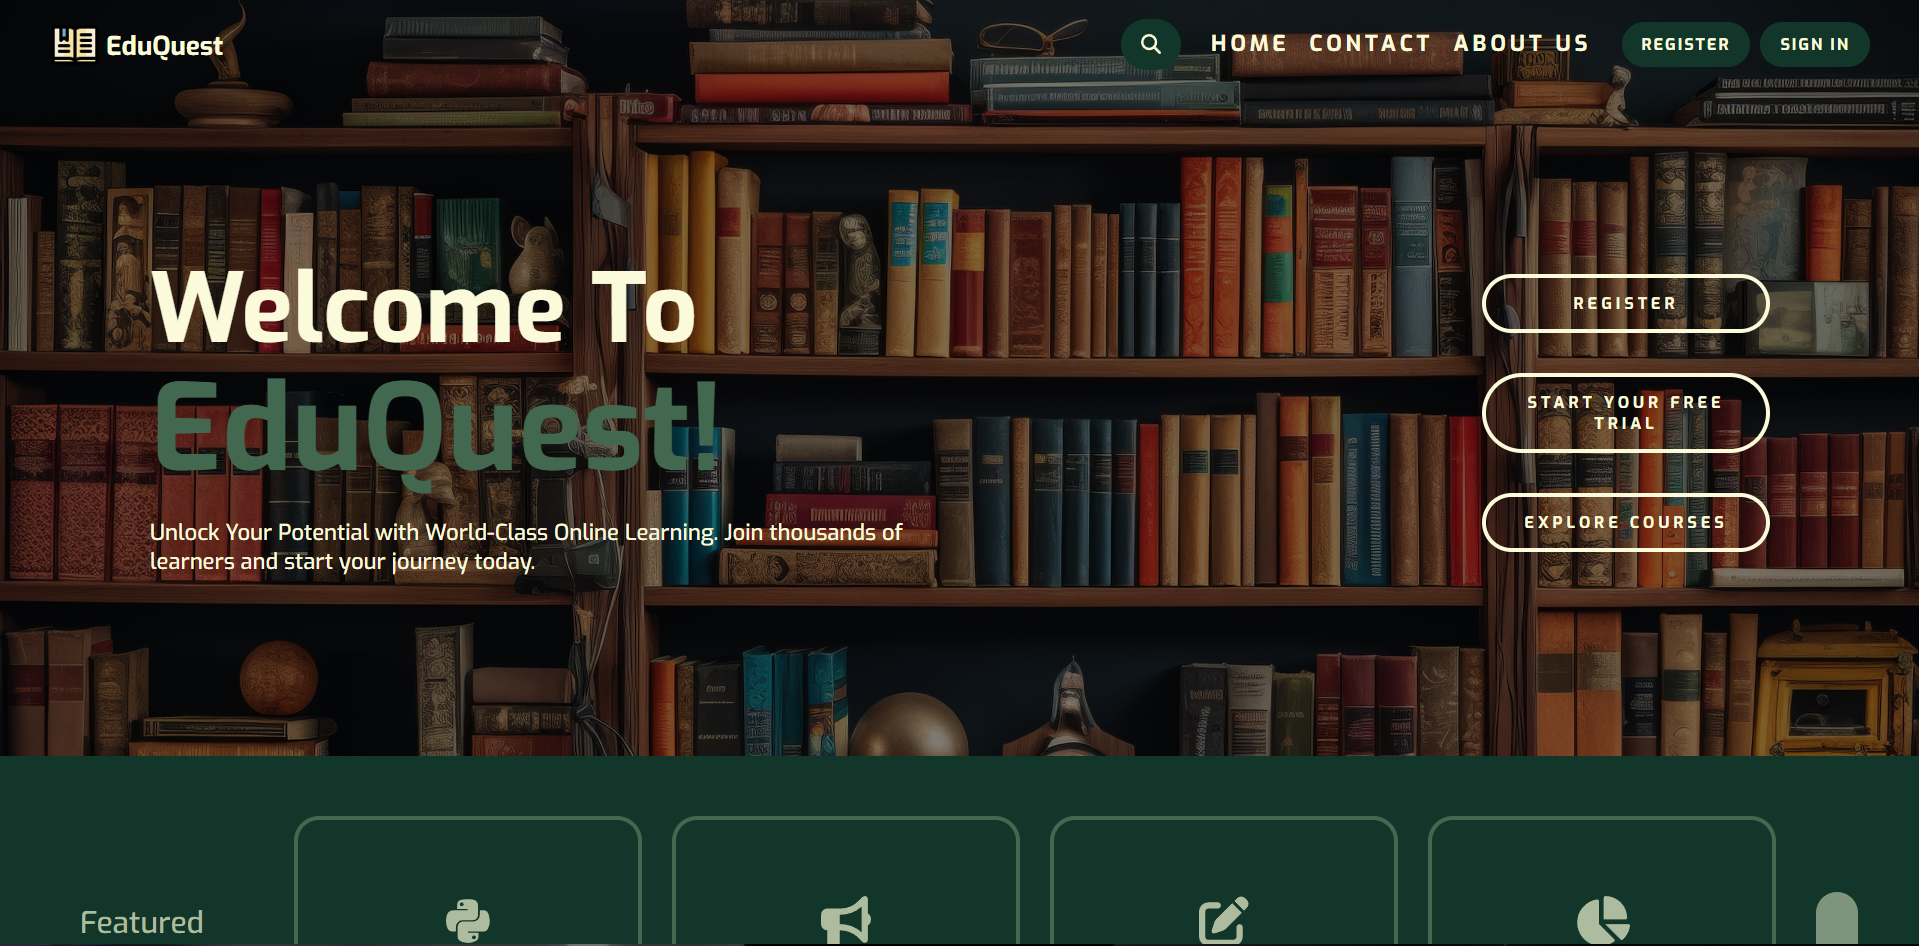 EduQuest
HOME CONTACT ABOUT US
REGISTER SIGN IN
Welcome To
EduQuest!
Unlock Your Potential with World-Class Online Learning. Join thousands of
learners and start your journey today.
REGISTER
START YOUR FREE
TRIAL
EXPLORE COURSES
Featured